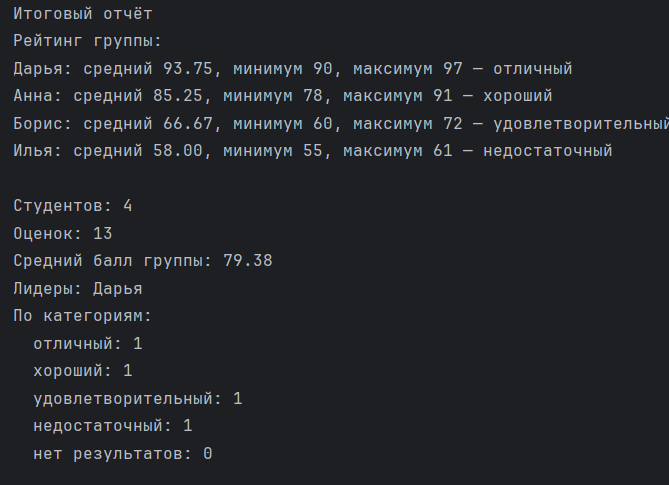 Итоговый отчёт
Рейтинг группы:
Дарья: средний 93.75, минимум 90, максимум 97 — отличный
Анна: средний 85.25, минимум 78, максимум 91 — хороший
Борис: средний 66.67, минимум 60, максимум 72 — удовлетворительный
Илья: средний 58.00, минимум 55, максимум 61 — недостаточный
Студентов: 4
Оценок: 13
Средний балл группы: 79.38
Лидеры: Дарья
По категориям:
отличный: 1
хороший: 1
удовлетворительный: 1
недостаточный: 1
нет результатов: 0